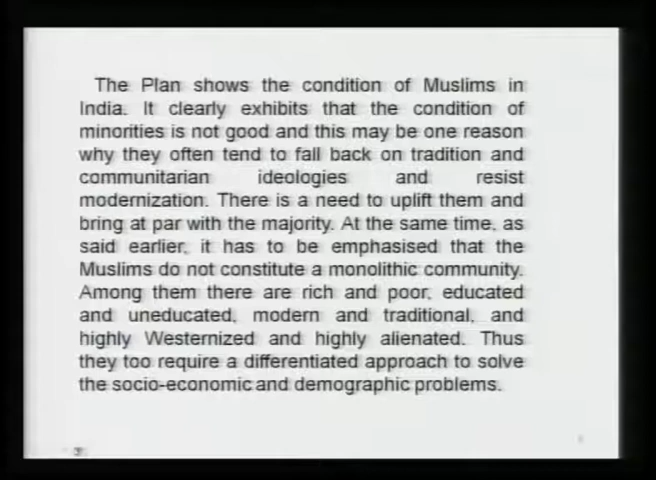 The Plan shows the condition of Muslims in
India. It clearly exhibits that the condition of
minorities is not good and this may be one reason
why they often tend to fall back on tradition and
communitarian ideologies and resist
modernization. There is a need to uplift them and
bring at par with the majority. At the same time, as
said earlier, it has to be emphasised that the
Muslims do not constitute a monolithic community.
Among them there are rich and poor, educated
and uneducated, modern and traditional, and
highly Westernized and highly alienated. Thus
they too require a differentiated approach to solve
the socio-economic and demographic problems.